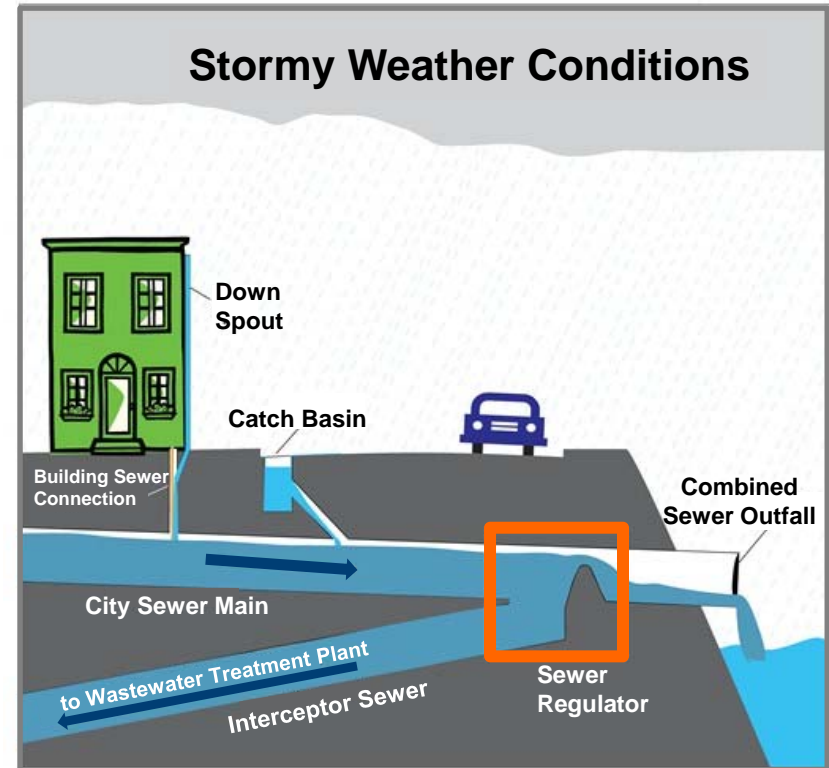 Stormy Weather Conditions
Down
Spout
Catch Basin
Building Sewer
Connection
Combined
Sewer Outfall
City Sewer Main
to Wastewater Treatment Plant
Interceptor Sewer
Sewer
Regulator